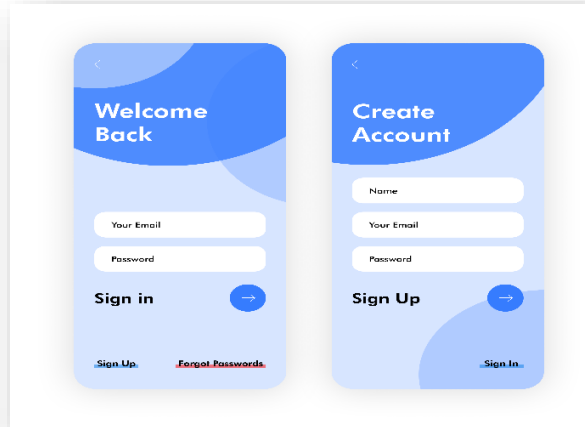 Welcome
Back
Your Email
Password
Sign in
Sign Up
Forgot Passwords
Create
Account
Name
Your Email
Password
Sign Up
Sign In